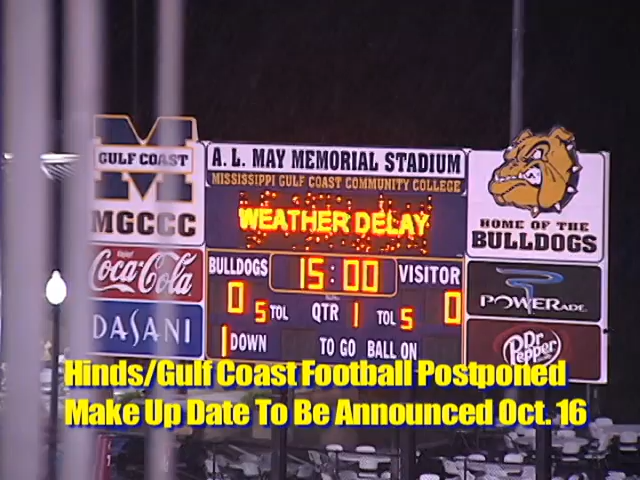 M
GULF COAST
MGCCC
Enjoy
Coca-Cola
DASANI
A. L. MAY MEMORIAL STADIUM
MISSISSIPPI GULF COAST COMMUNITY COLLEGE
WEATHER DELAY
BULLDOGS 15:00 VISITOR
0 5 TOL QTR 1 TOL 5 0
1 DOWN TO GO BALL ON
HOME OF THE
BULLDOGS
POWERADE
Dr Pepper
Hinds/Gulf Coast Football Postponed
Make Up Date To Be Announced Oct. 16